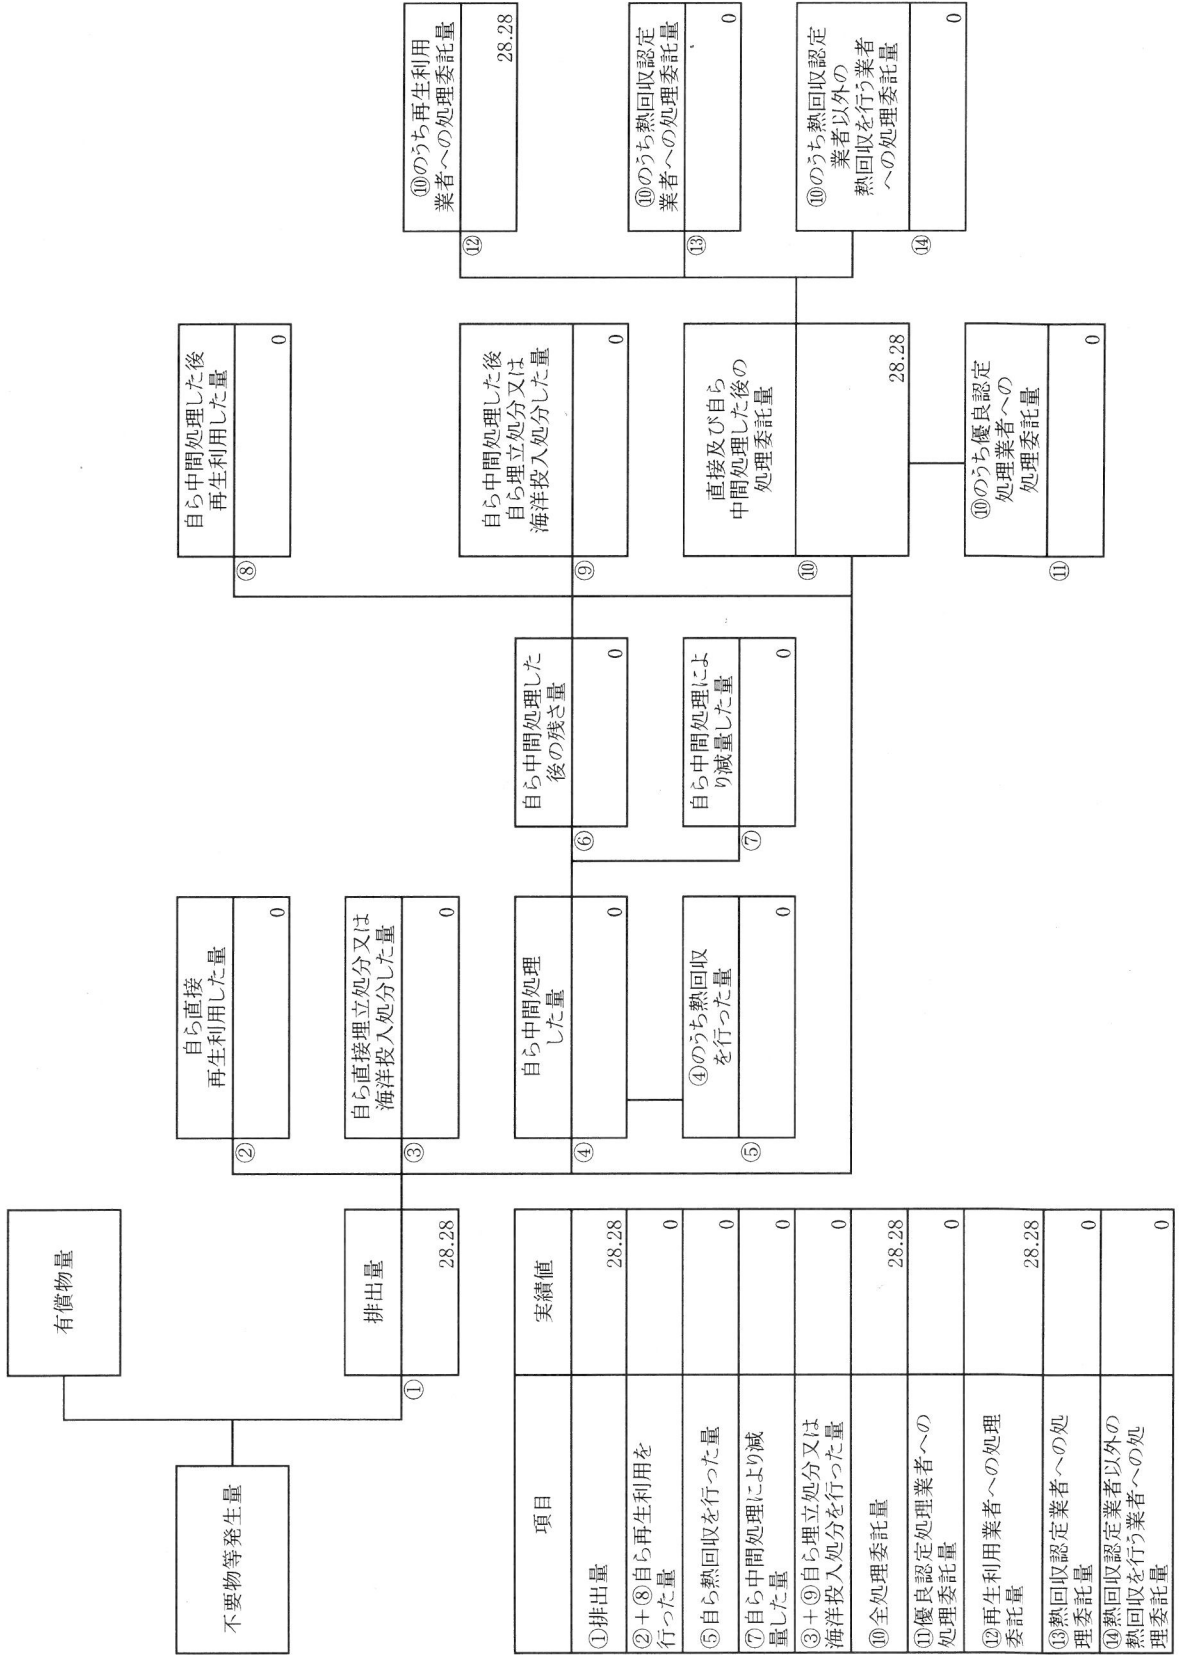 不要物等発生量
有償物量
排出量
①
28.28
自ら直接
再生利用した量
②
0
自ら直接埋立処分又は
海洋投入処分した量
③
0
自ら中間処理
した量
④
0
④のうち熱回収
を行った量
⑤
0
自ら中間処理した
後の残さ量
⑥
0
自ら中間処理によ
り減量した量
⑦
0
自ら中間処理した後
再生利用した量
⑧
0
自ら中間処理した後
自ら埋立処分又は
海洋投入処分した量
⑨
0
直接及び自ら
中間処理した後の
処理委託量
⑩
28.28
⑩のうち優良認定
処理業者への
処理委託量
⑪
0
⑩のうち再生利用
業者への処理委託量
⑫
28.28
⑩のうち熱回収認定
業者への処理委託量
⑬
0
⑩のうち熱回収認定
業者以外の
熱回収を行う業者
への処理委託量
⑭
0
項目 実績値
①排出量 28.28
②+⑧自ら再生利用を
行った量 0
⑤自ら熱回収を行った量 0
⑦自ら中間処理により減
量した量 0
③+⑨自ら埋立処分又は
海洋投入処分を行った量 0
⑩全処理委託量 28.28
⑪優良認定処理業者への
処理委託量 0
⑫再生利用業者への処理
委託量 28.28
⑬熱回収認定業者への処
理委託量 0
⑭熱回収認定業者以外の
熱回収を行う業者への処
理委託量 0